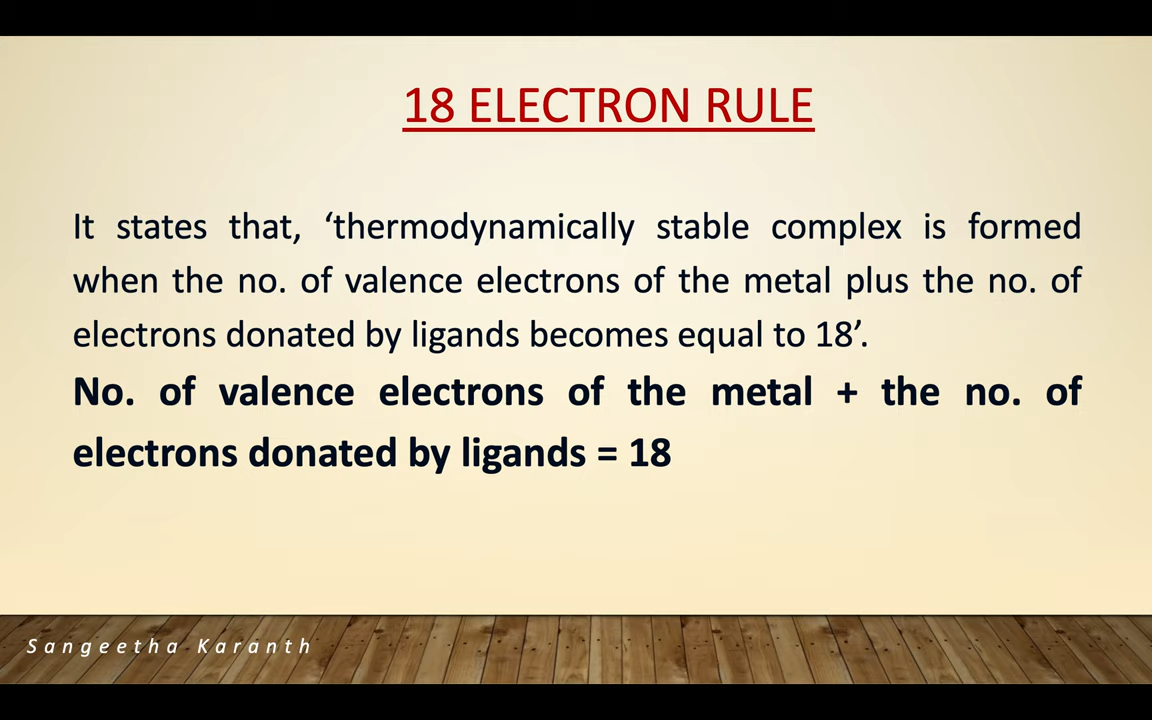 18 ELECTRON RULE
It states that, ‘thermodynamically stable complex is formed
when the no. of valence electrons of the metal plus the no. of
electrons donated by ligands becomes equal to 18’.
No. of valence electrons of the metal + the no. of
electrons donated by ligands = 18
Sangeetha Karanth